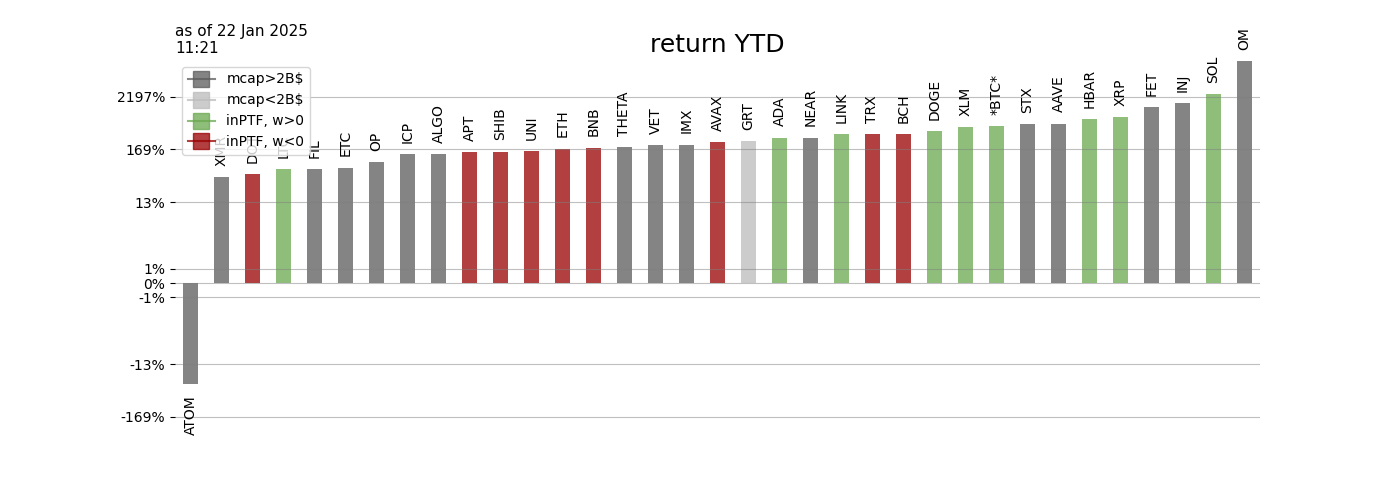 as of 22 Jan 2025
11:21
return YTD
mcap>2B$
mcap<2B$
inPTF, w>0
inPTF, w<0
2197%
169%
13%
1%
0%
-1%
-13%
-169%
ATOM
XMR
FIL
ETC
OP
ICP
ALGO
APT
SHIB
UNI
ETH
BNB
THETA
VET
IMX
AVAX
GRT
ADA
NEAR
LINK
TRX
BCH
DOGE
XLM
*BTC*
STX
AAVE
HBAR
XRP
FET
INJ
SOL
OM